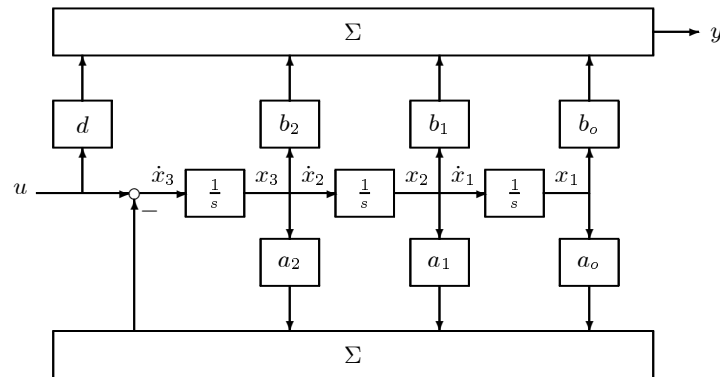 Σ
y
d
b₂
b₁
bₒ
u
ẋ₃
1/s
x₃
ẋ₂
1/s
x₂
ẋ₁
1/s
x₁
−
a₂
a₁
aₒ
Σ